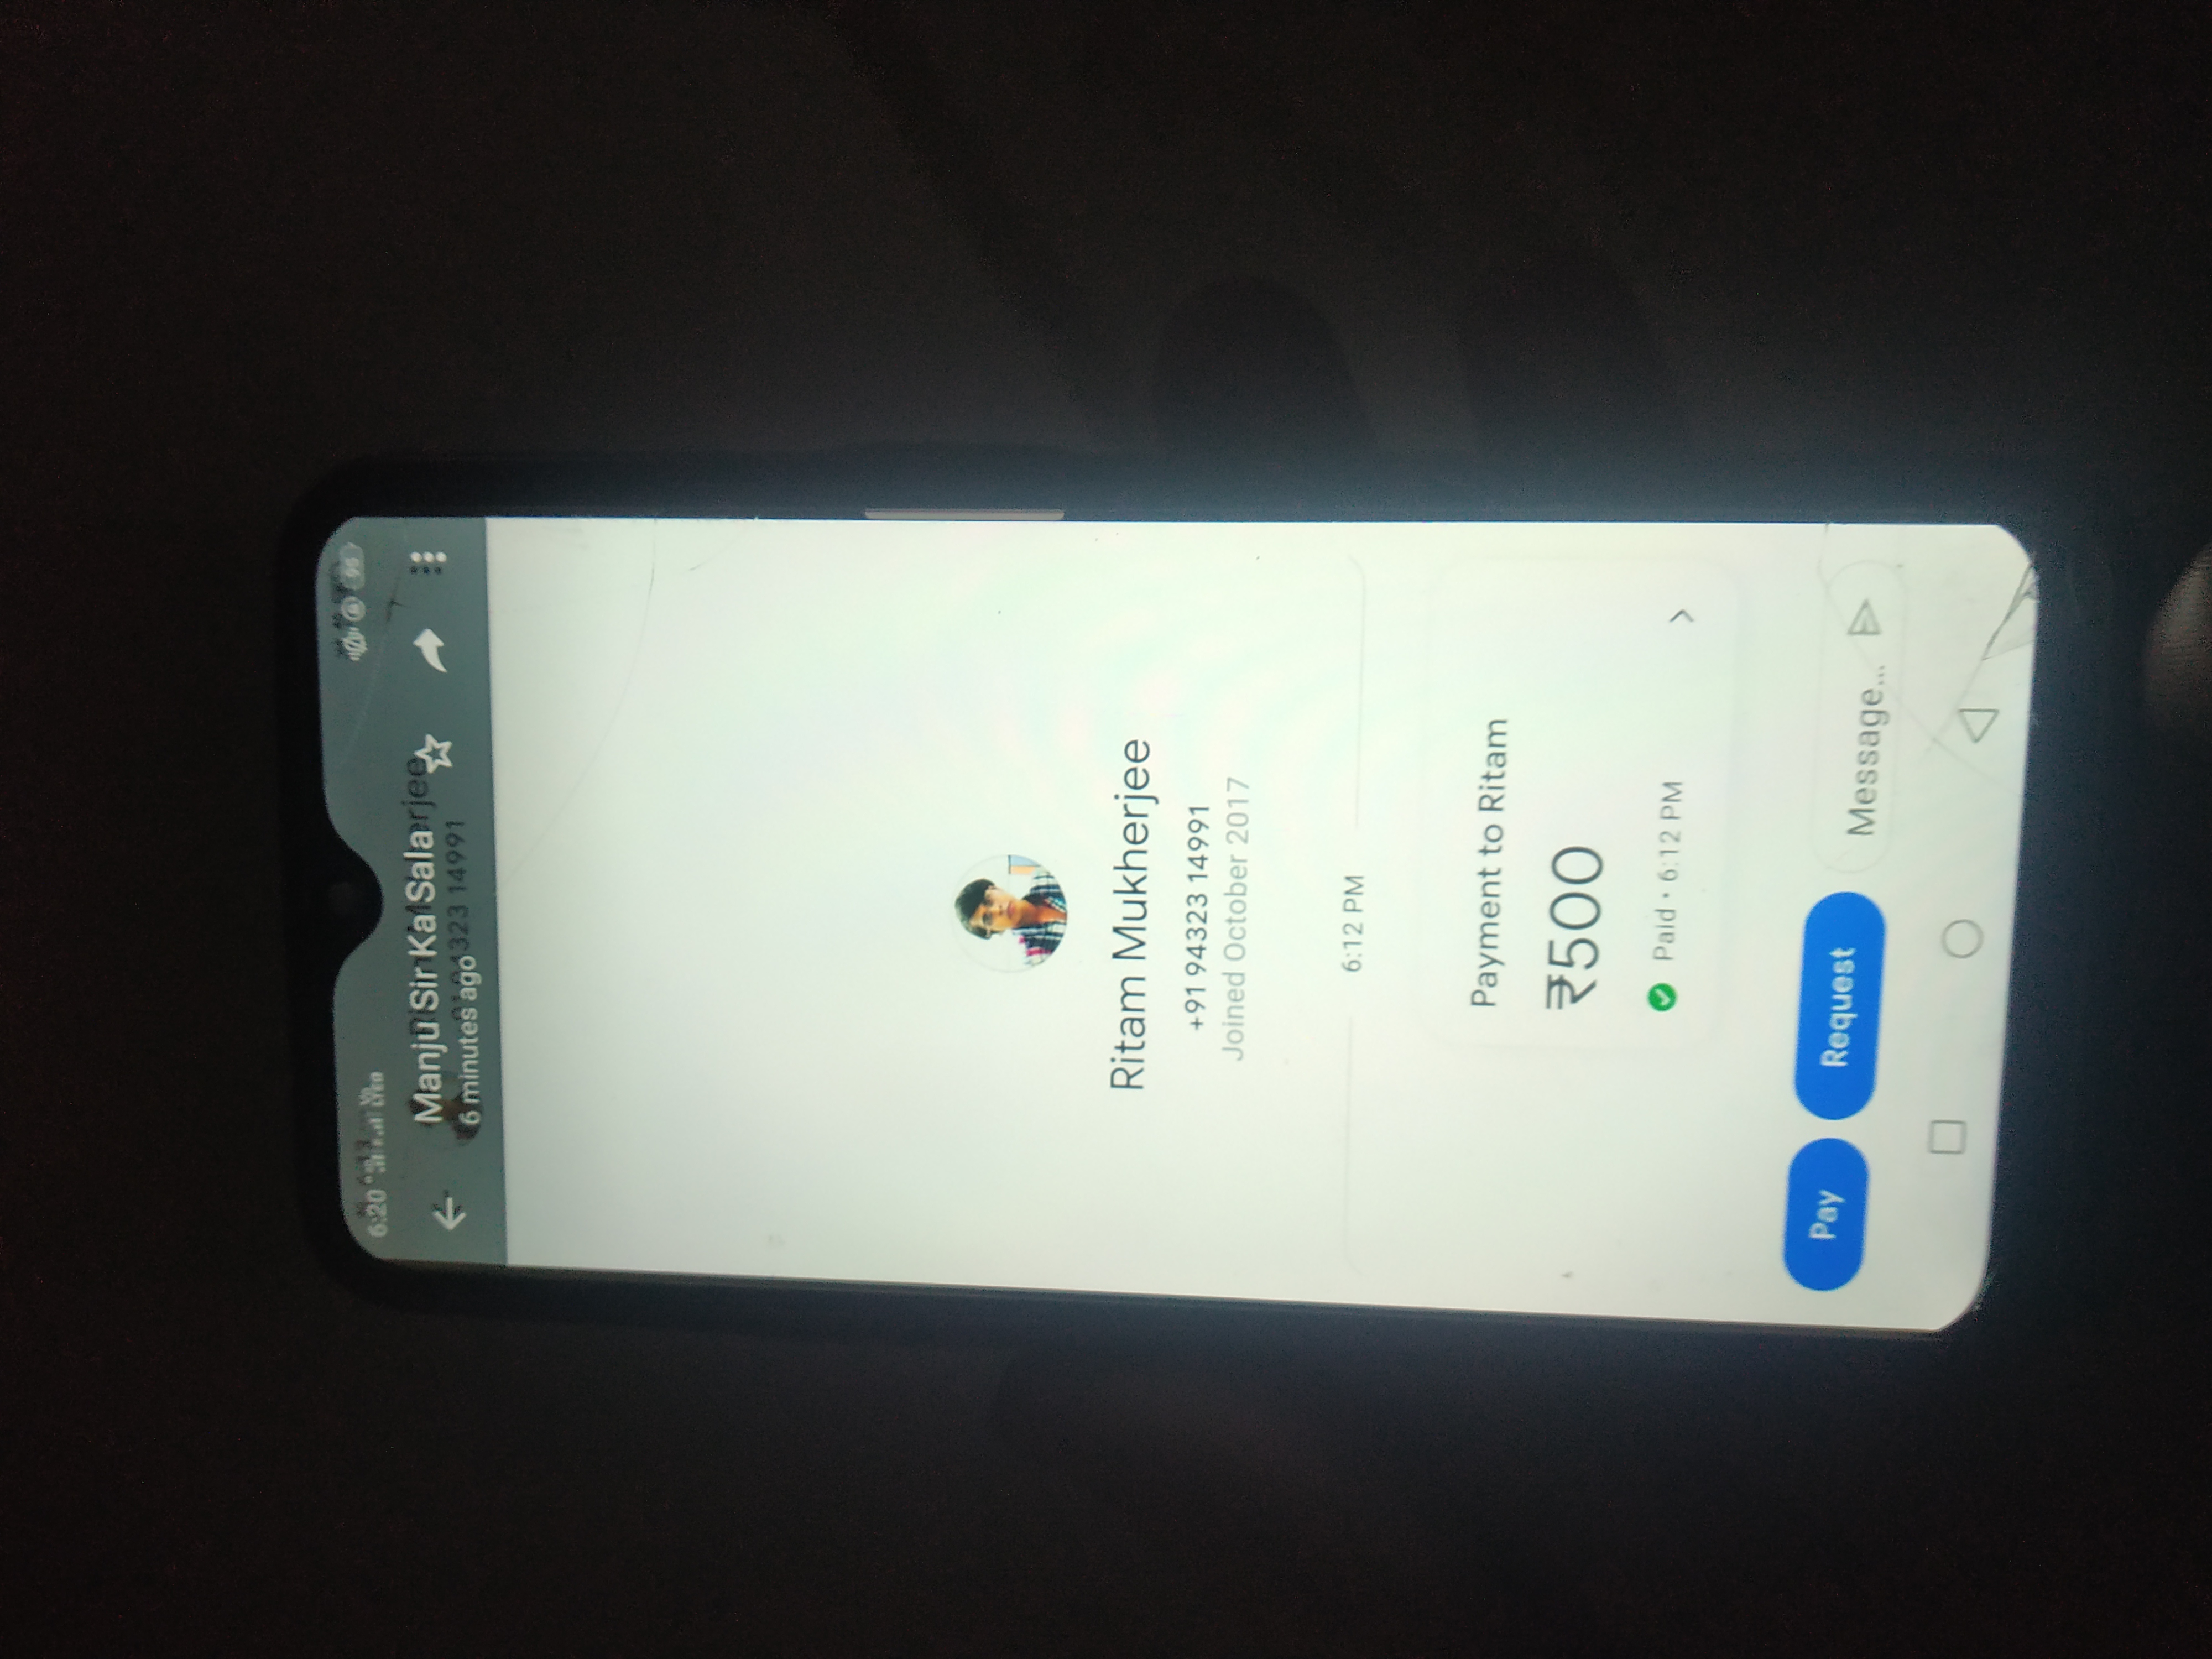 6:20
95
Manju Sir Ka Sala
6 minutes ago
Ritam Mukherjee
+91 94323 14991
Joined October 2017
6:12 PM
Payment to Ritam
₹500
Paid • 6:12 PM
Pay
Request
Message...